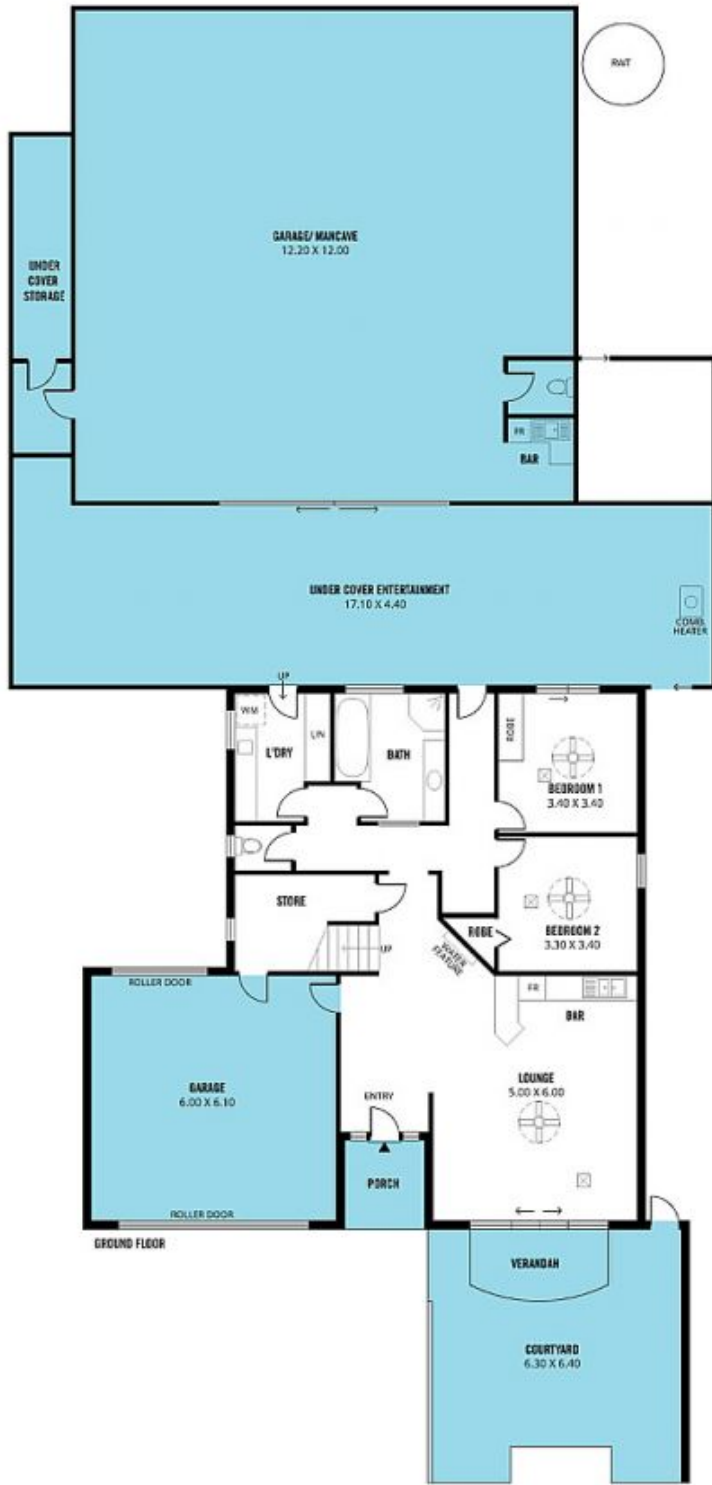 RWT
GARAGE/ MANCAVE
12.20 X 12.00
UNDER
COVER
STORAGE
FR
BAR
UNDER COVER ENTERTAINMENT
17.10 X 4.40
COMB.
HEATER
UP
WM
L'DRY
LIN
BATH
ROBE
BEDROOM 1
3.40 X 3.40
STORE
UP
ROBE
WATER
FEATURE
BEDROOM 2
3.30 X 3.40
ROLLER DOOR
FR
BAR
GARAGE
6.00 X 6.10
LOUNGE
5.00 X 6.00
ENTRY
PORCH
ROLLER DOOR
GROUND FLOOR
VERANDAH
COURTYARD
6.30 X 6.40